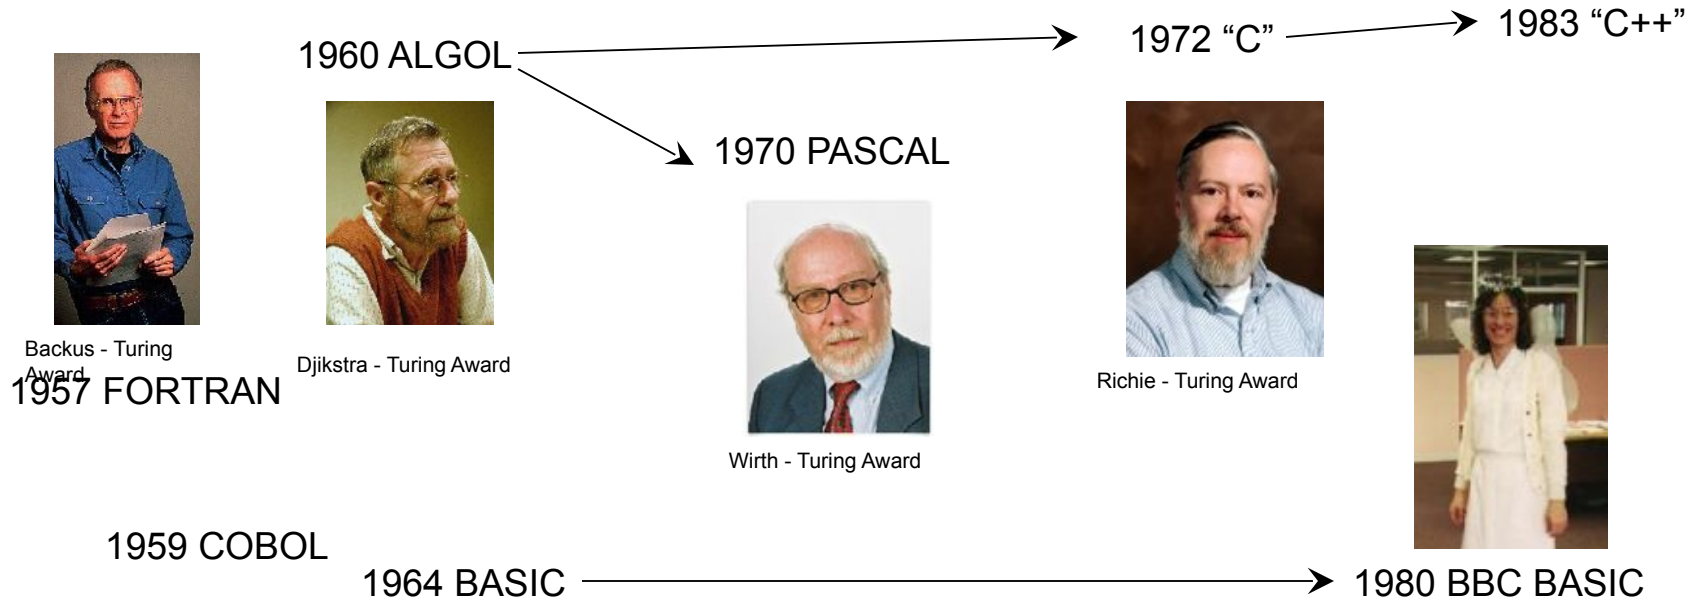 1960 ALGOL
1972 “C”
1983 “C++”
1970 PASCAL
Backus - Turing
Award
1957 FORTRAN
Djikstra - Turing Award
Richie - Turing Award
Wirth - Turing Award
1959 COBOL
1964 BASIC
1980 BBC BASIC